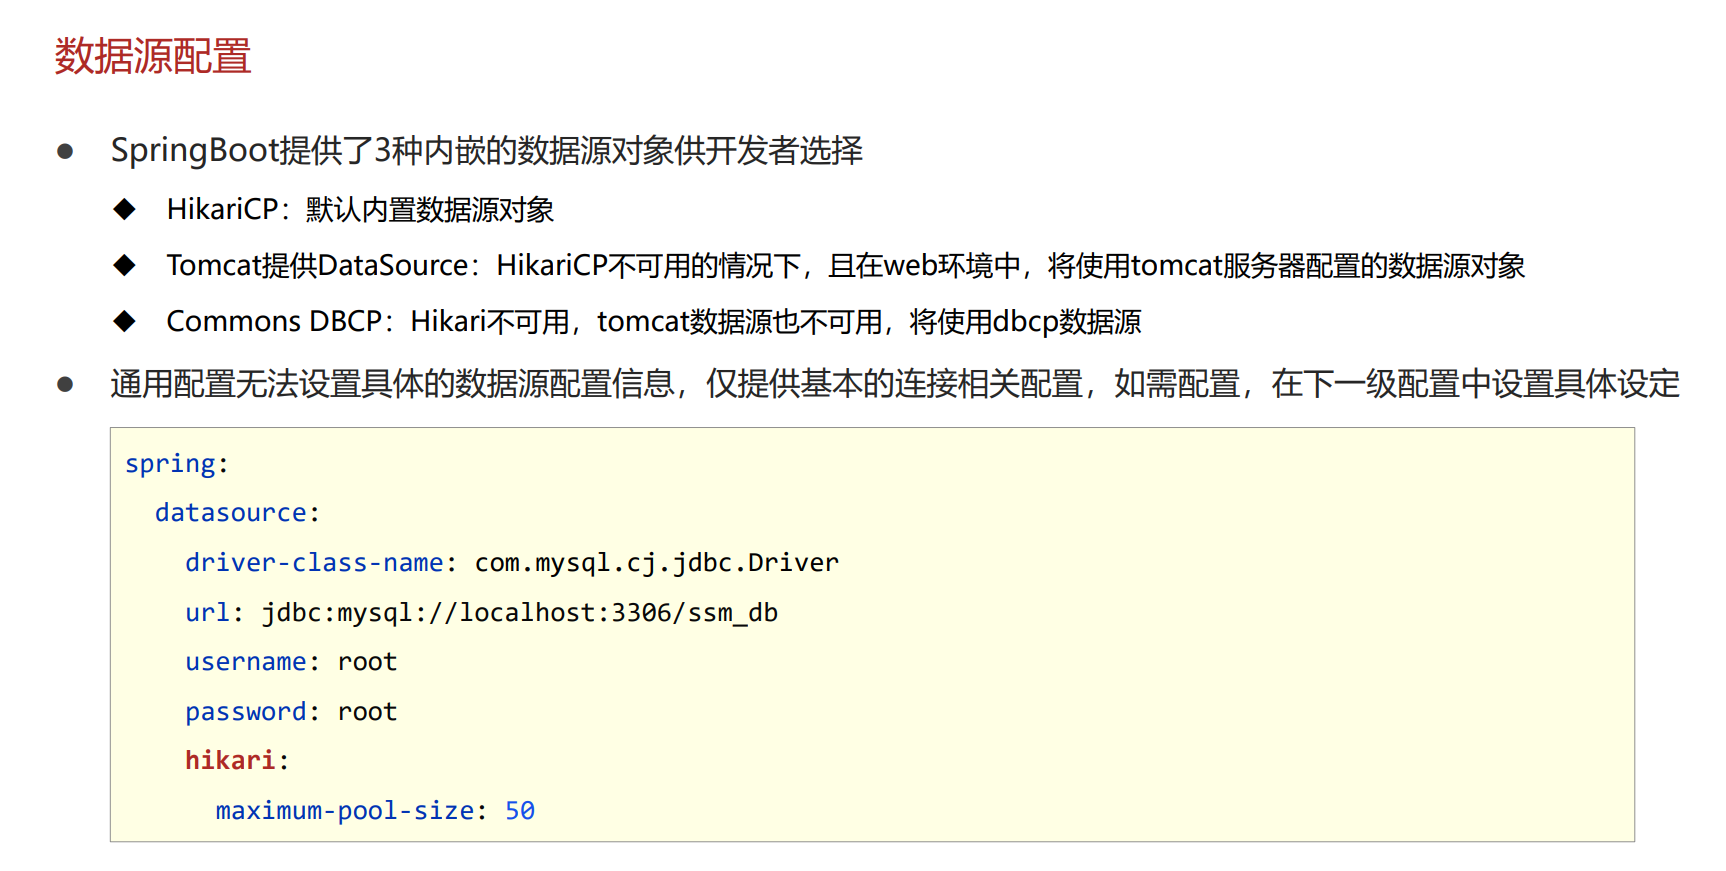 数据源配置
● SpringBoot提供了3种内嵌的数据源对象供开发者选择
◆ HikariCP：默认内置数据源对象
◆ Tomcat提供DataSource：HikariCP不可用的情况下，且在web环境中，将使用tomcat服务器配置的数据源对象
◆ Commons DBCP：Hikari不可用，tomcat数据源也不可用，将使用dbcp数据源
● 通用配置无法设置具体的数据源配置信息，仅提供基本的连接相关配置，如需配置，在下一级配置中设置具体设定
spring:
  datasource:
    driver-class-name: com.mysql.cj.jdbc.Driver
    url: jdbc:mysql://localhost:3306/ssm_db
    username: root
    password: root
    hikari:
      maximum-pool-size: 50